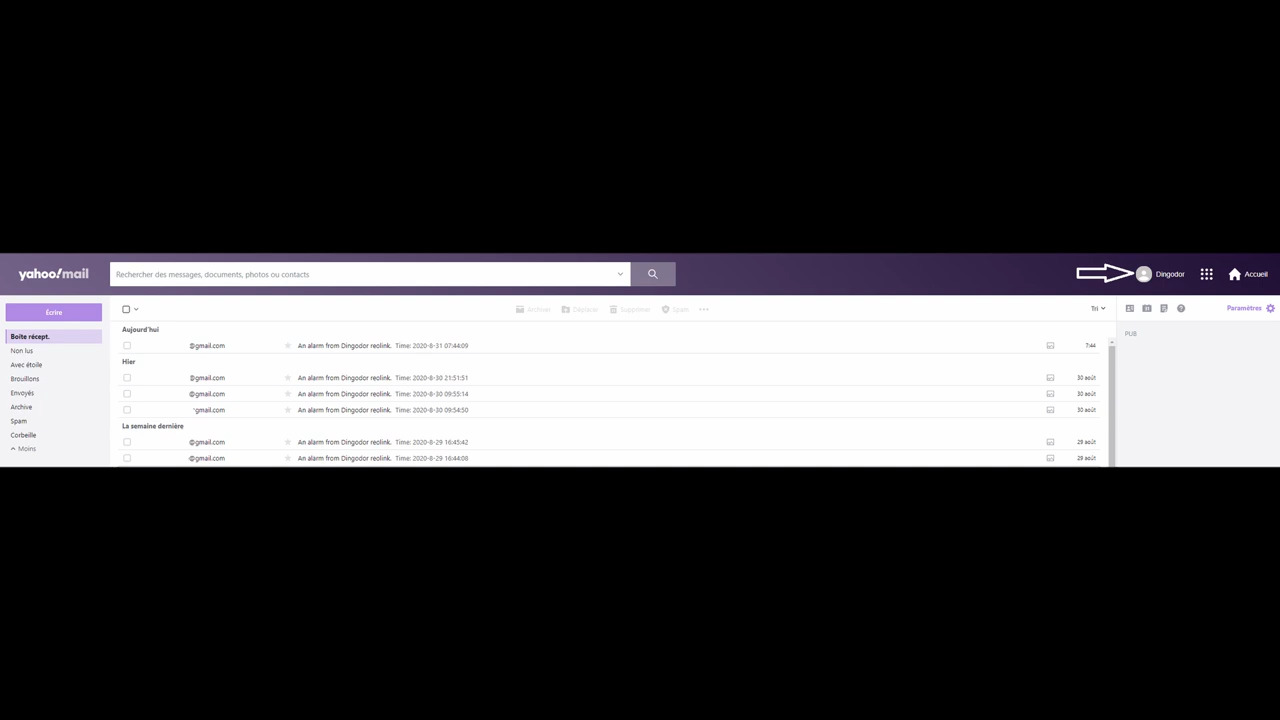 yahoo!mail
Rechercher des messages, documents, photos ou contacts
Dingodor
Accueil
Écrire
Archiver Déplacer Supprimer Spam
Tri
Paramètres
Boîte récept.
Non lus
Avec étoile
Brouillons
Envoyés
Archive
Spam
Corbeille
Moins
Aujourd'hui
@gmail.com An alarm from Dingodor reolink. Time: 2020-8-31 07:44:09 7:44
Hier
@gmail.com An alarm from Dingodor reolink. Time: 2020-8-30 21:51:51 30 août
@gmail.com An alarm from Dingodor reolink. Time: 2020-8-30 09:55:14 30 août
gmail.com An alarm from Dingodor reolink. Time: 2020-8-30 09:54:50 30 août
La semaine dernière
@gmail.com An alarm from Dingodor reolink. Time: 2020-8-29 16:45:42 29 août
@gmail.com An alarm from Dingodor reolink. Time: 2020-8-29 16:44:08 29 août
PUB